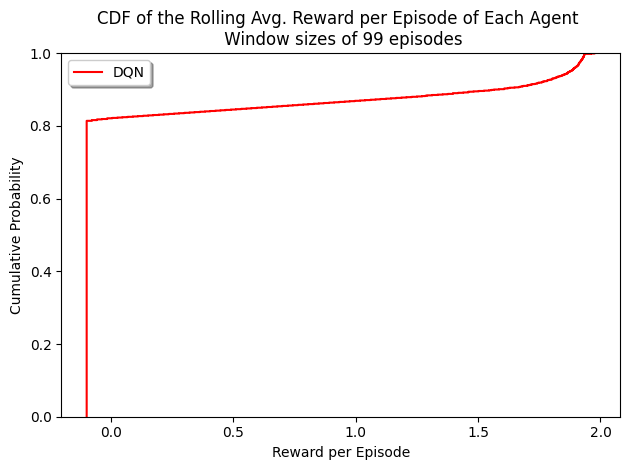 CDF of the Rolling Avg. Reward per Episode of Each Agent
Window sizes of 99 episodes
DQN
1.0
0.8
0.6
0.4
0.2
0.0
Cumulative Probability
0.0 0.5 1.0 1.5 2.0
Reward per Episode